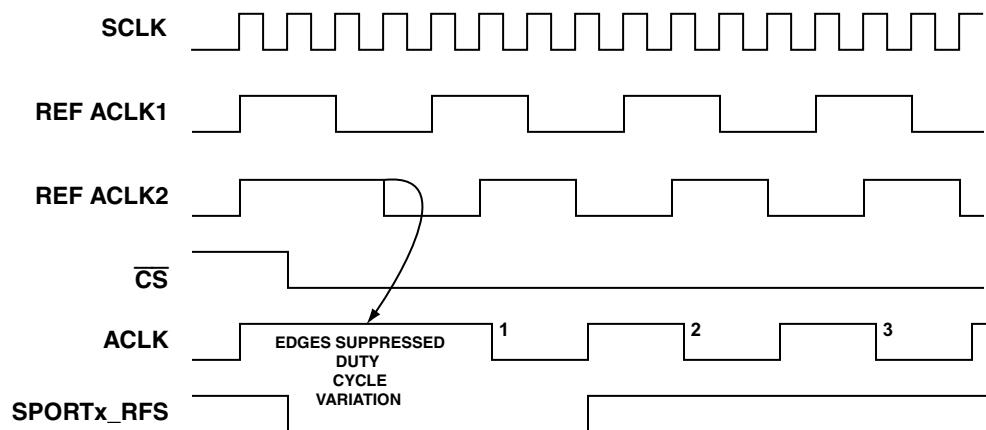 SCLK
REF ACLK1
REF ACLK2
CS
ACLK
1
2
3
EDGES SUPPRESSED
DUTY
CYCLE
VARIATION
SPORTx_RFS